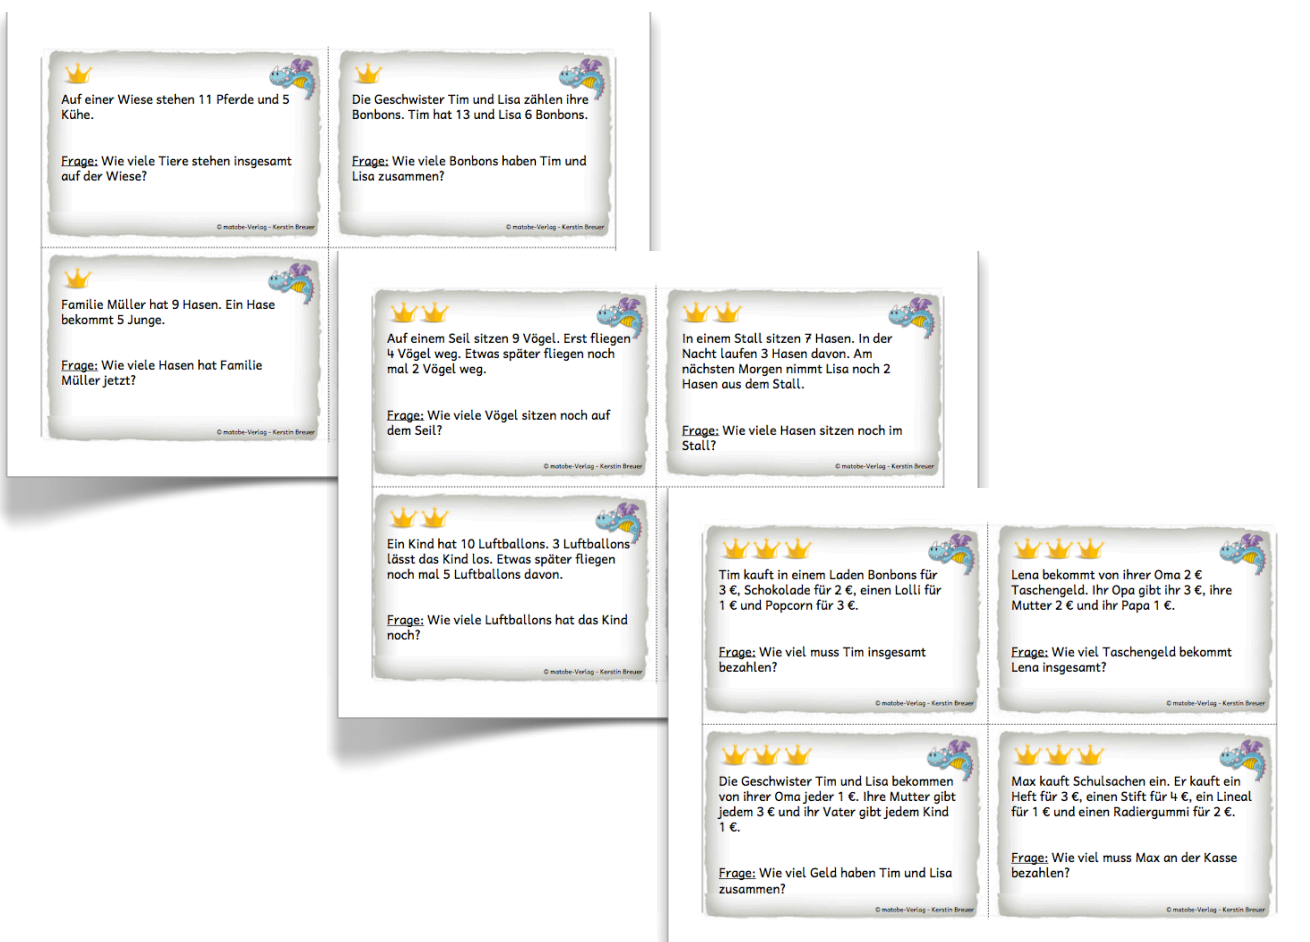 Auf einer Wiese stehen 11 Pferde und 5
Kühe.
Frage: Wie viele Tiere stehen insgesamt
auf der Wiese?
© matobe-Verlag - Kerstin Breuer
Die Geschwister Tim und Lisa zählen ihre
Bonbons. Tim hat 13 und Lisa 6 Bonbons.
Frage: Wie viele Bonbons haben Tim und
Lisa zusammen?
© matobe-Verlag - Kerstin Breuer
Familie Müller hat 9 Hasen. Ein Hase
bekommt 5 Junge.
Frage: Wie viele Hasen hat Familie
Müller jetzt?
© matobe-Verlag - Kerstin Breuer
Auf einem Seil sitzen 9 Vögel. Erst fliegen
4 Vögel weg. Etwas später fliegen noch
mal 2 Vögel weg.
Frage: Wie viele Vögel sitzen noch auf
dem Seil?
© matobe-Verlag - Kerstin Breuer
In einem Stall sitzen 7 Hasen. In der
Nacht laufen 3 Hasen davon. Am
nächsten Morgen nimmt Lisa noch 2
Hasen aus dem Stall.
Frage: Wie viele Hasen sitzen noch im
Stall?
© matobe-Verlag - Kerstin Breuer
Ein Kind hat 10 Luftballons. 3 Luftballons
lässt das Kind los. Etwas später fliegen
noch mal 5 Luftballons davon.
Frage: Wie viele Luftballons hat das Kind
noch?
© matobe-Verlag - Kerstin Breuer
Tim kauft in einem Laden Bonbons für
3 €, Schokolade für 2 €, einen Lolli für
1 € und Popcorn für 3 €.
Frage: Wie viel muss Tim insgesamt
bezahlen?
© matobe-Verlag - Kerstin Breuer
Lena bekommt von ihrer Oma 2 €
Taschengeld. Ihr Opa gibt ihr 3 €, ihre
Mutter 2 € und ihr Papa 1 €.
Frage: Wie viel Taschengeld bekommt
Lena insgesamt?
© matobe-Verlag - Kerstin Breuer
Die Geschwister Tim und Lisa bekommen
von ihrer Oma jeder 1 €. Ihre Mutter gibt
jedem 3 € und ihr Vater gibt jedem Kind
1 €.
Frage: Wie viel Geld haben Tim und Lisa
zusammen?
© matobe-Verlag - Kerstin Breuer
Max kauft Schulsachen ein. Er kauft ein
Heft für 3 €, einen Stift für 4 €, ein Lineal
für 1 € und einen Radiergummi für 2 €.
Frage: Wie viel muss Max an der Kasse
bezahlen?
© matobe-Verlag - Kerstin Breuer